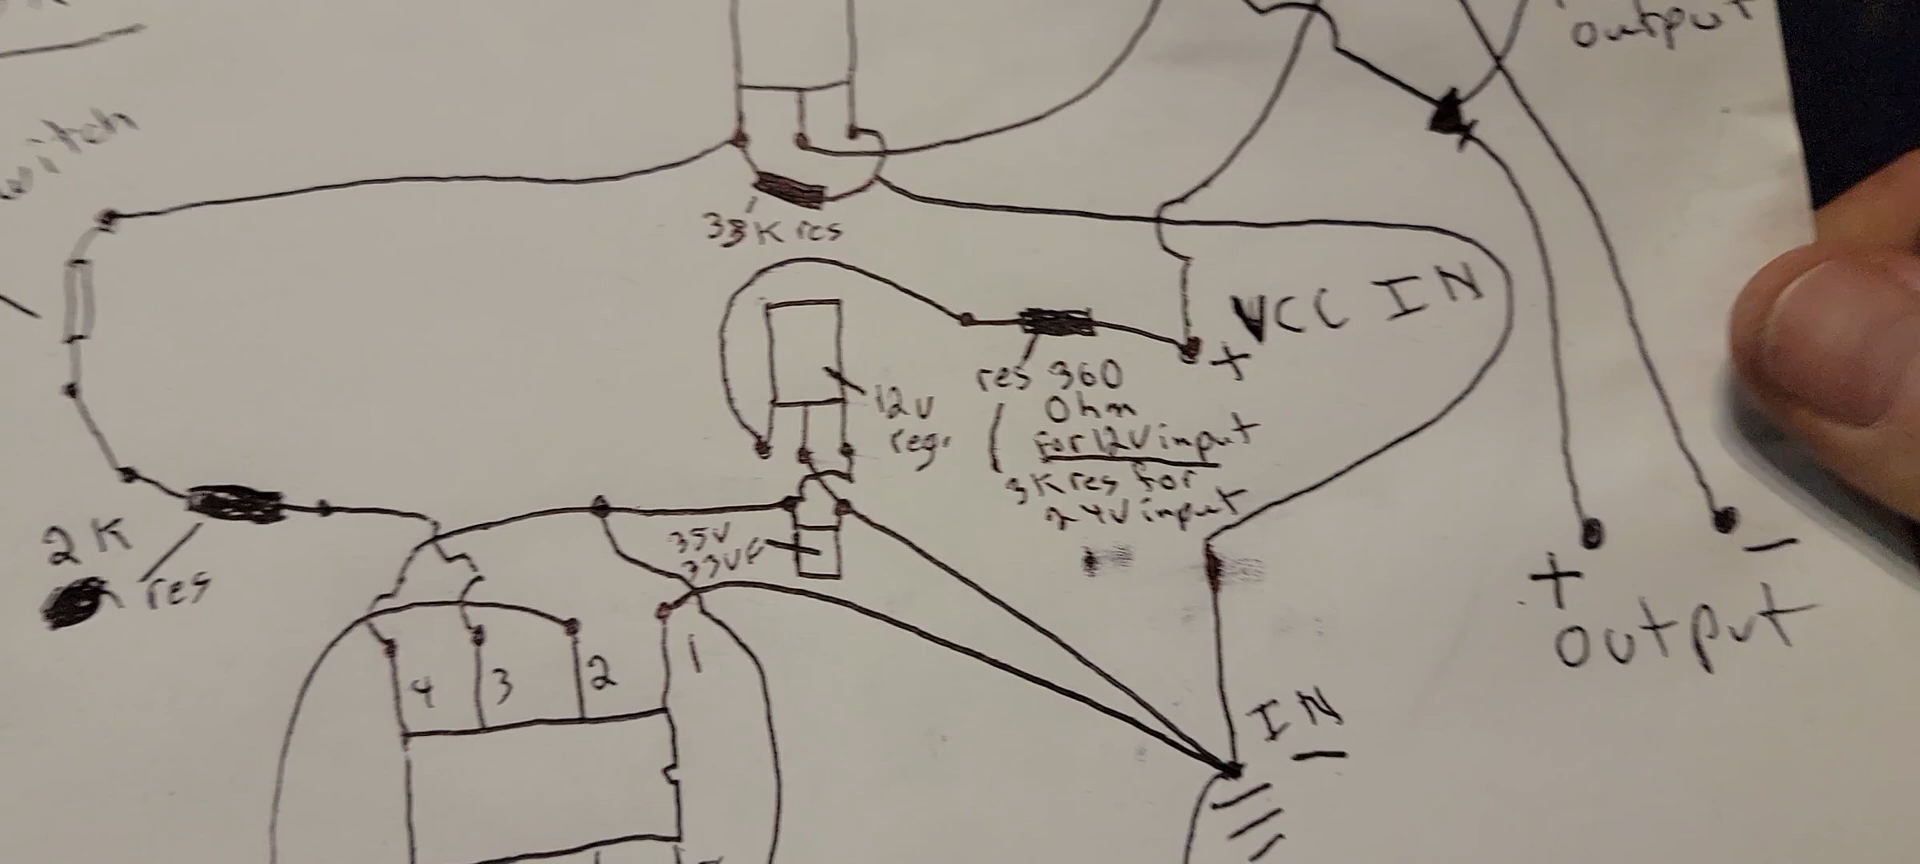 output
witch
33K res
VCC IN
+
12v
reg.
res 360
Ohm
For 12V input
3K res for
24V input
2K
res
35V
33UF
4
3
2
1
+
−
output
IN
−